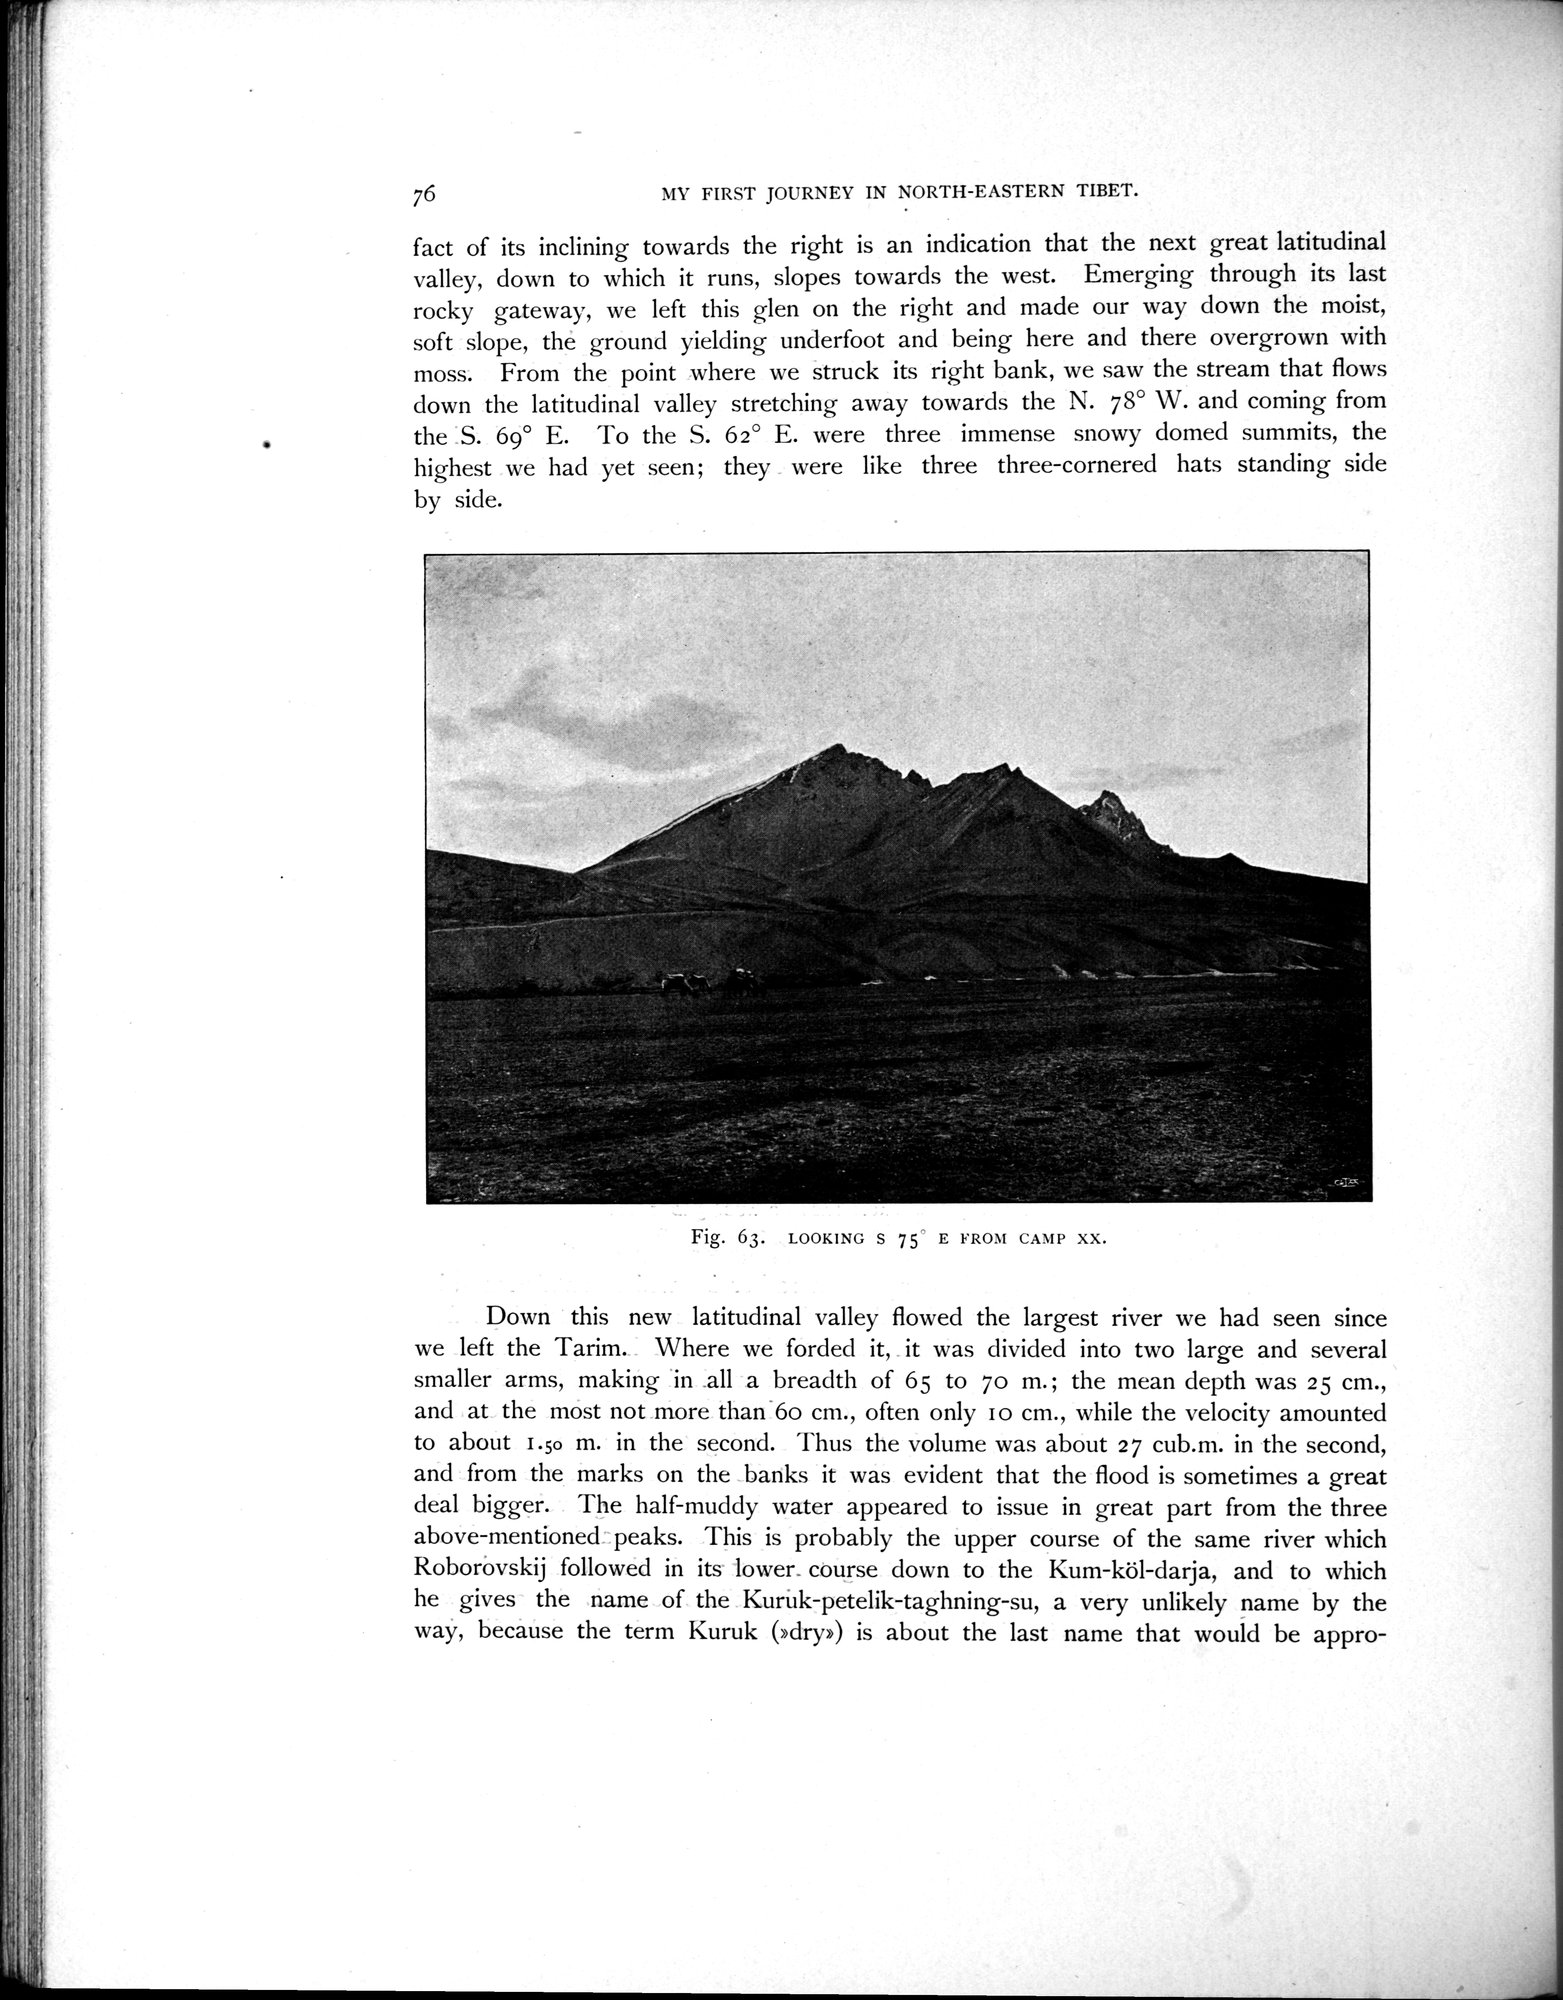 76
MY FIRST JOURNEY IN NORTH-EASTERN TIBET.
fact of its inclining towards the right is an indication that the next great latitudinal
valley, down to which it runs, slopes towards the west. Emerging through its last
rocky gateway, we left this glen on the right and made our way down the moist,
soft slope, the ground yielding underfoot and being here and there overgrown with
moss. From the point where we struck its right bank, we saw the stream that flows
down the latitudinal valley stretching away towards the N. 78° W. and coming from
the S. 69° E. To the S. 62° E. were three immense snowy domed summits, the
highest we had yet seen; they were like three three-cornered hats standing side
by side.
Fig. 63. LOOKING S 75° E FROM CAMP XX.
Down this new latitudinal valley flowed the largest river we had seen since
we left the Tarim. Where we forded it, it was divided into two large and several
smaller arms, making in all a breadth of 65 to 70 m.; the mean depth was 25 cm.,
and at the most not more than 60 cm., often only 10 cm., while the velocity amounted
to about 1.50 m. in the second. Thus the volume was about 27 cub.m. in the second,
and from the marks on the banks it was evident that the flood is sometimes a great
deal bigger. The half-muddy water appeared to issue in great part from the three
above-mentioned peaks. This is probably the upper course of the same river which
Roborovskij followed in its lower course down to the Kum-köl-darja, and to which
he gives the name of the Kuruk-petelik-taghning-su, a very unlikely name by the
way, because the term Kuruk (»dry») is about the last name that would be appro-